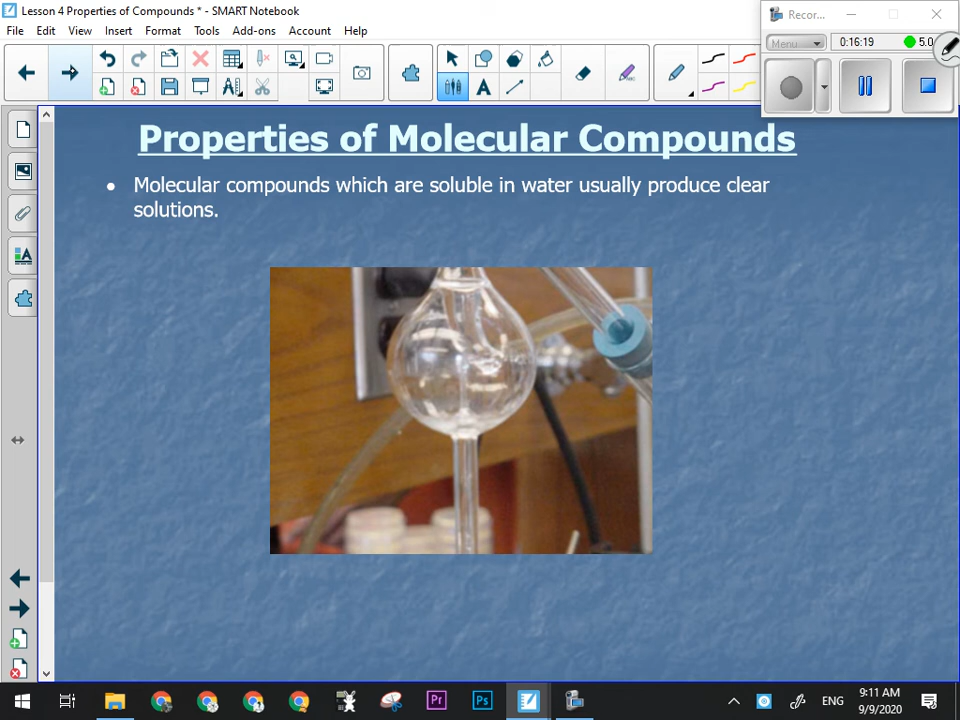 Lesson 4 Properties of Compounds * - SMART Notebook
Recor...
File Edit View Insert Format Tools Add-ons Account Help
Menu
0:16:19
5.0
A
Properties of Molecular Compounds
• Molecular compounds which are soluble in water usually produce clear
solutions.
A
Pr
Ps
ENG
9:11 AM
9/9/2020